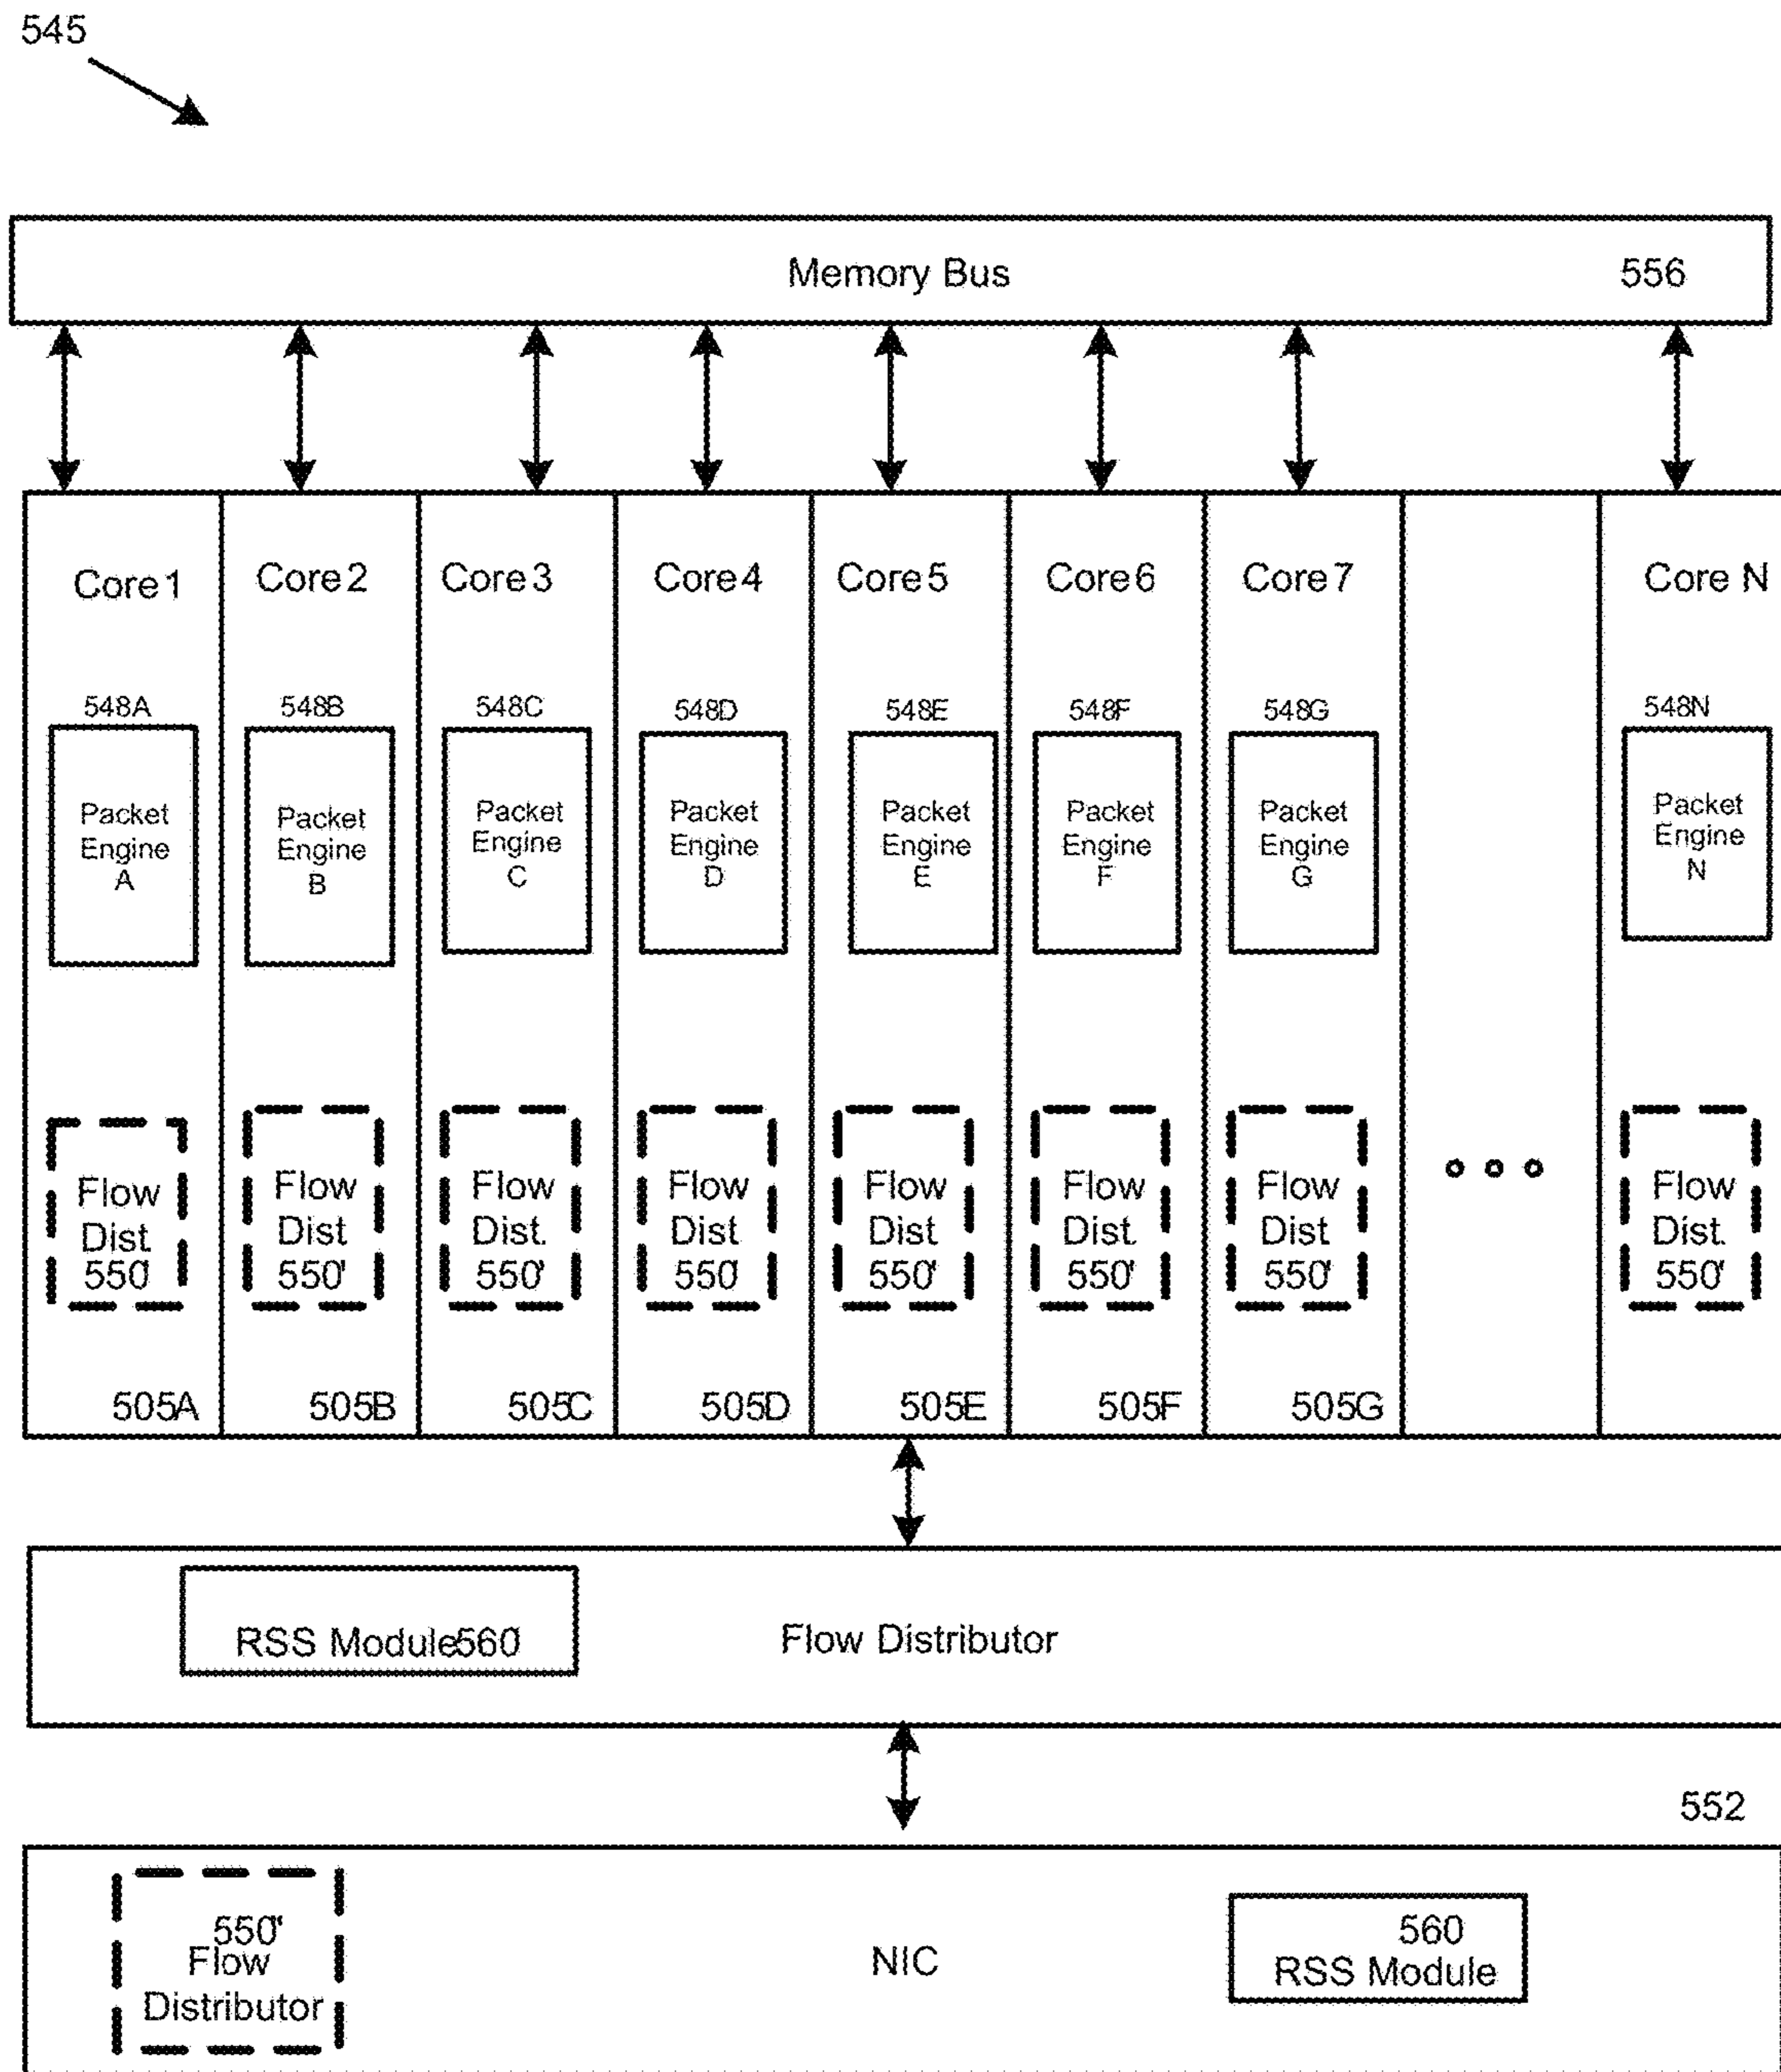 545
Memory Bus 556
Core 1 Core 2 Core 3 Core 4 Core 5 Core 6 Core 7 Core N
548A 548B 548C 548D 548E 548F 548G 548N
Packet Engine A
Packet Engine B
Packet Engine C
Packet Engine D
Packet Engine E
Packet Engine F
Packet Engine G
Packet Engine N
Flow Dist. 550'
Flow Dist 550'
Flow Dist. 550'
Flow Dist 550'
Flow Dist. 550'
Flow Dist. 550'
Flow Dist. 550'
Flow Dist. 550'
505A 505B 505C 505D 505E 505F 505G
RSS Module 560' Flow Distributor
552
550"
Flow
Distributor
NIC
560
RSS Module